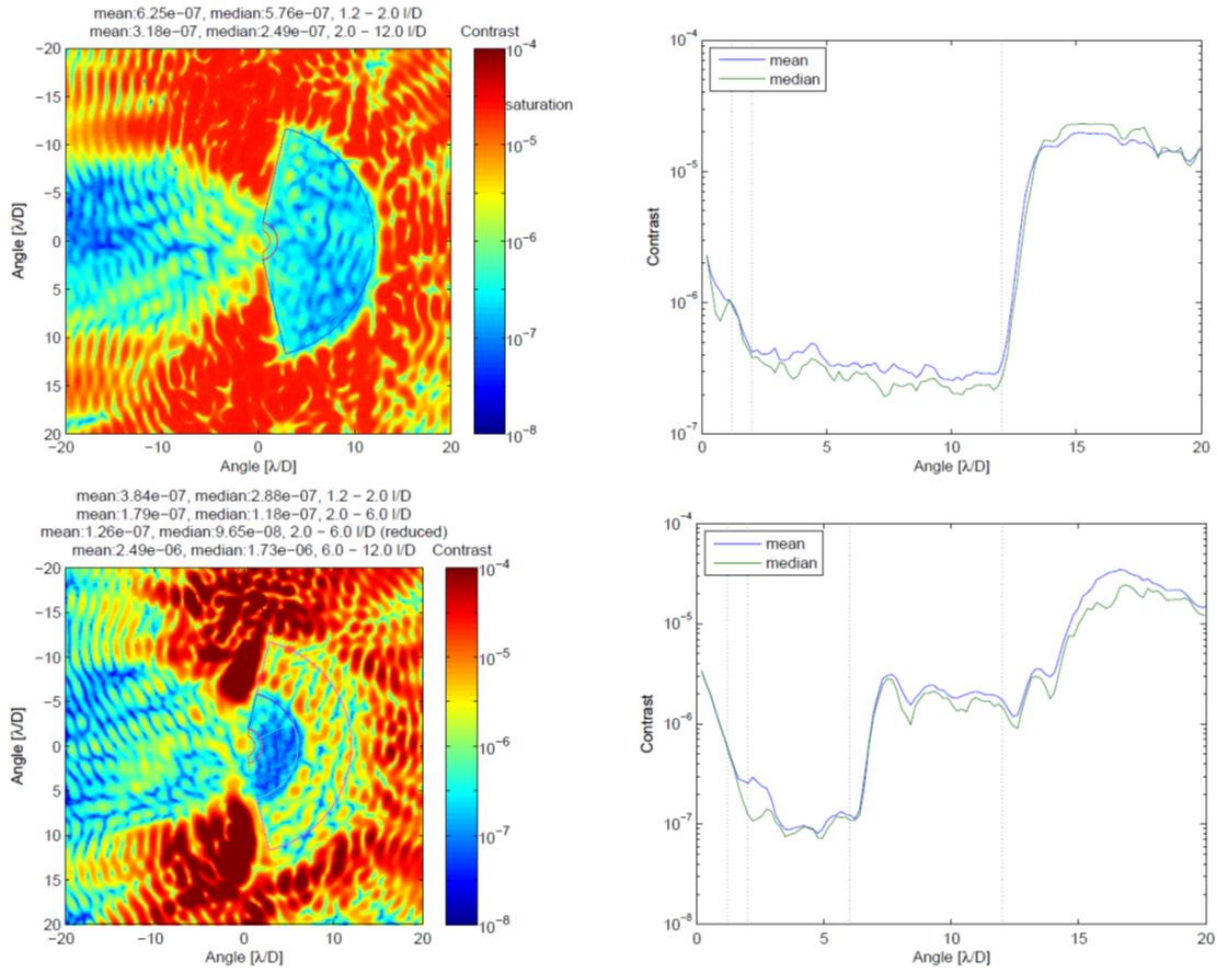 mean:6.25e−07, median:5.76e−07, 1.2 − 2.0 l/D
mean:3.18e−07, median:2.49e−07, 2.0 − 12.0 l/D
Contrast
−20
−15
−10
−5
0
5
10
15
20
Angle [λ/D]
−20
−10
0
10
20
Angle [λ/D]
10−4
saturation
10−5
10−6
10−7
10−8
mean
median
10−4
10−5
10−6
10−7
Contrast
0
5
10
15
20
Angle [λ/D]
mean:3.84e−07, median:2.88e−07, 1.2 − 2.0 l/D
mean:1.79e−07, median:1.18e−07, 2.0 − 6.0 l/D
mean:1.26e−07, median:9.65e−08, 2.0 − 6.0 l/D (reduced)
mean:2.49e−06, median:1.73e−06, 6.0 − 12.0 l/D
Contrast
−20
−15
−10
−5
0
5
10
15
20
Angle [λ/D]
−20
−10
0
10
20
Angle [λ/D]
10−4
10−5
10−6
10−7
10−8
mean
median
10−4
10−5
10−6
10−7
10−8
Contrast
0
5
10
15
20
Angle [λ/D]